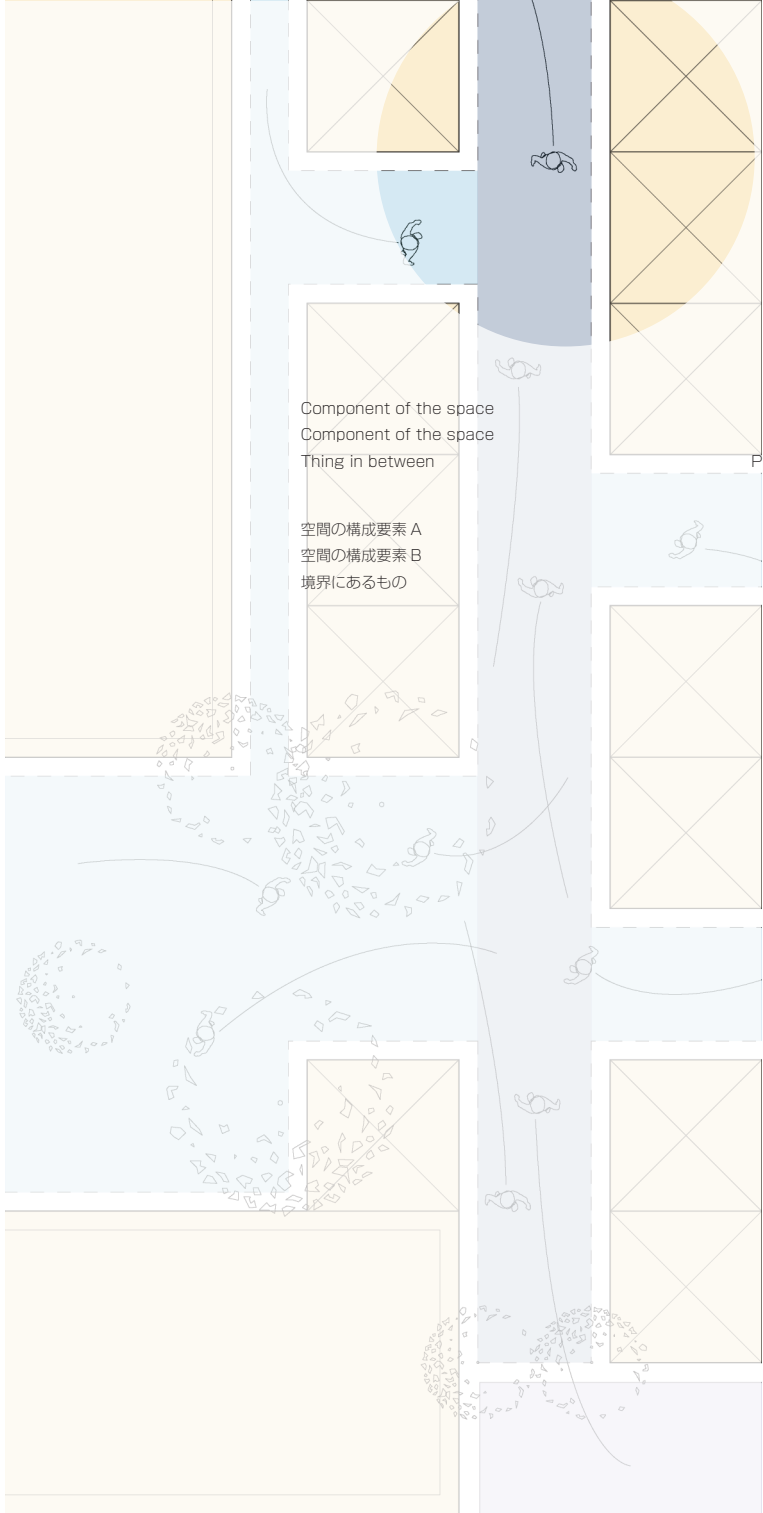 Component of the space
Component of the space
Thing in between
P
空間の構成要素 A
空間の構成要素 B
境界にあるもの